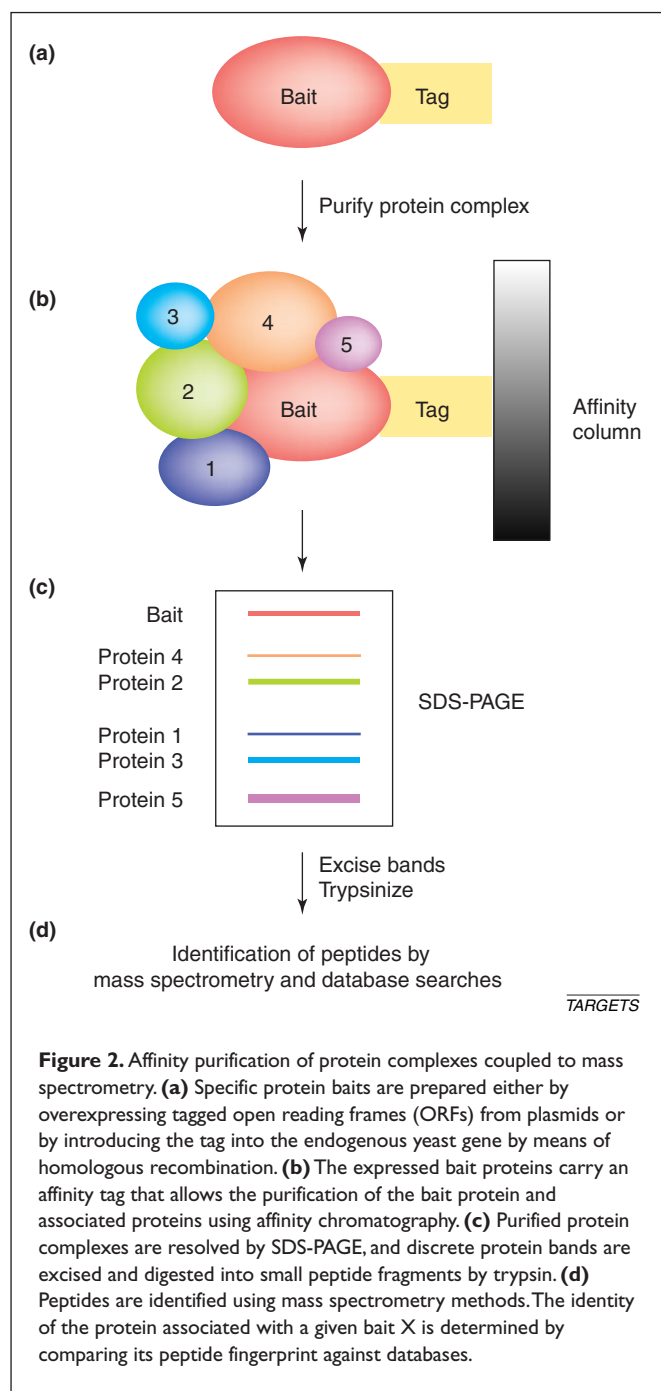 (a)
Bait
Tag
Purify protein complex
(b)
3
4
5
2
Bait
Tag
Affinity
column
1
(c)
Bait
Protein 4
Protein 2
SDS-PAGE
Protein 1
Protein 3
Protein 5
Excise bands
Trypsinize
(d)
Identification of peptides by
mass spectrometry and database searches
TARGETS
Figure 2. Affinity purification of protein complexes coupled to mass
spectrometry. (a) Specific protein baits are prepared either by
overexpressing tagged open reading frames (ORFs) from plasmids or
by introducing the tag into the endogenous yeast gene by means of
homologous recombination. (b) The expressed bait proteins carry an
affinity tag that allows the purification of the bait protein and
associated proteins using affinity chromatography. (c) Purified protein
complexes are resolved by SDS-PAGE, and discrete protein bands are
excised and digested into small peptide fragments by trypsin. (d)
Peptides are identified using mass spectrometry methods. The identity
of the protein associated with a given bait X is determined by
comparing its peptide fingerprint against databases.